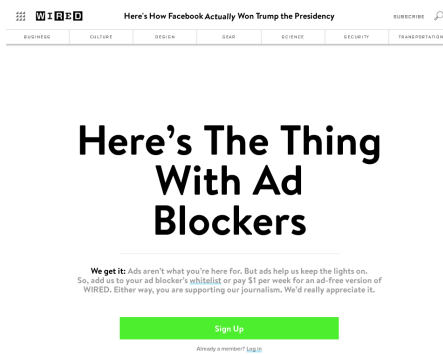 WIRED
Here's How Facebook Actually Won Trump the Presidency
SUBSCRIBE
BUSINESS CULTURE DESIGN GEAR SCIENCE SECURITY TRANSPORTATION
Here's The Thing
With Ad
Blockers
We get it: Ads aren't what you're here for. But ads help us keep the lights on.
So, add us to your ad blocker's whitelist or pay $1 per week for an ad-free version of
WIRED. Either way, you are supporting our journalism. We'd really appreciate it.
Sign Up
Already a member? Log in